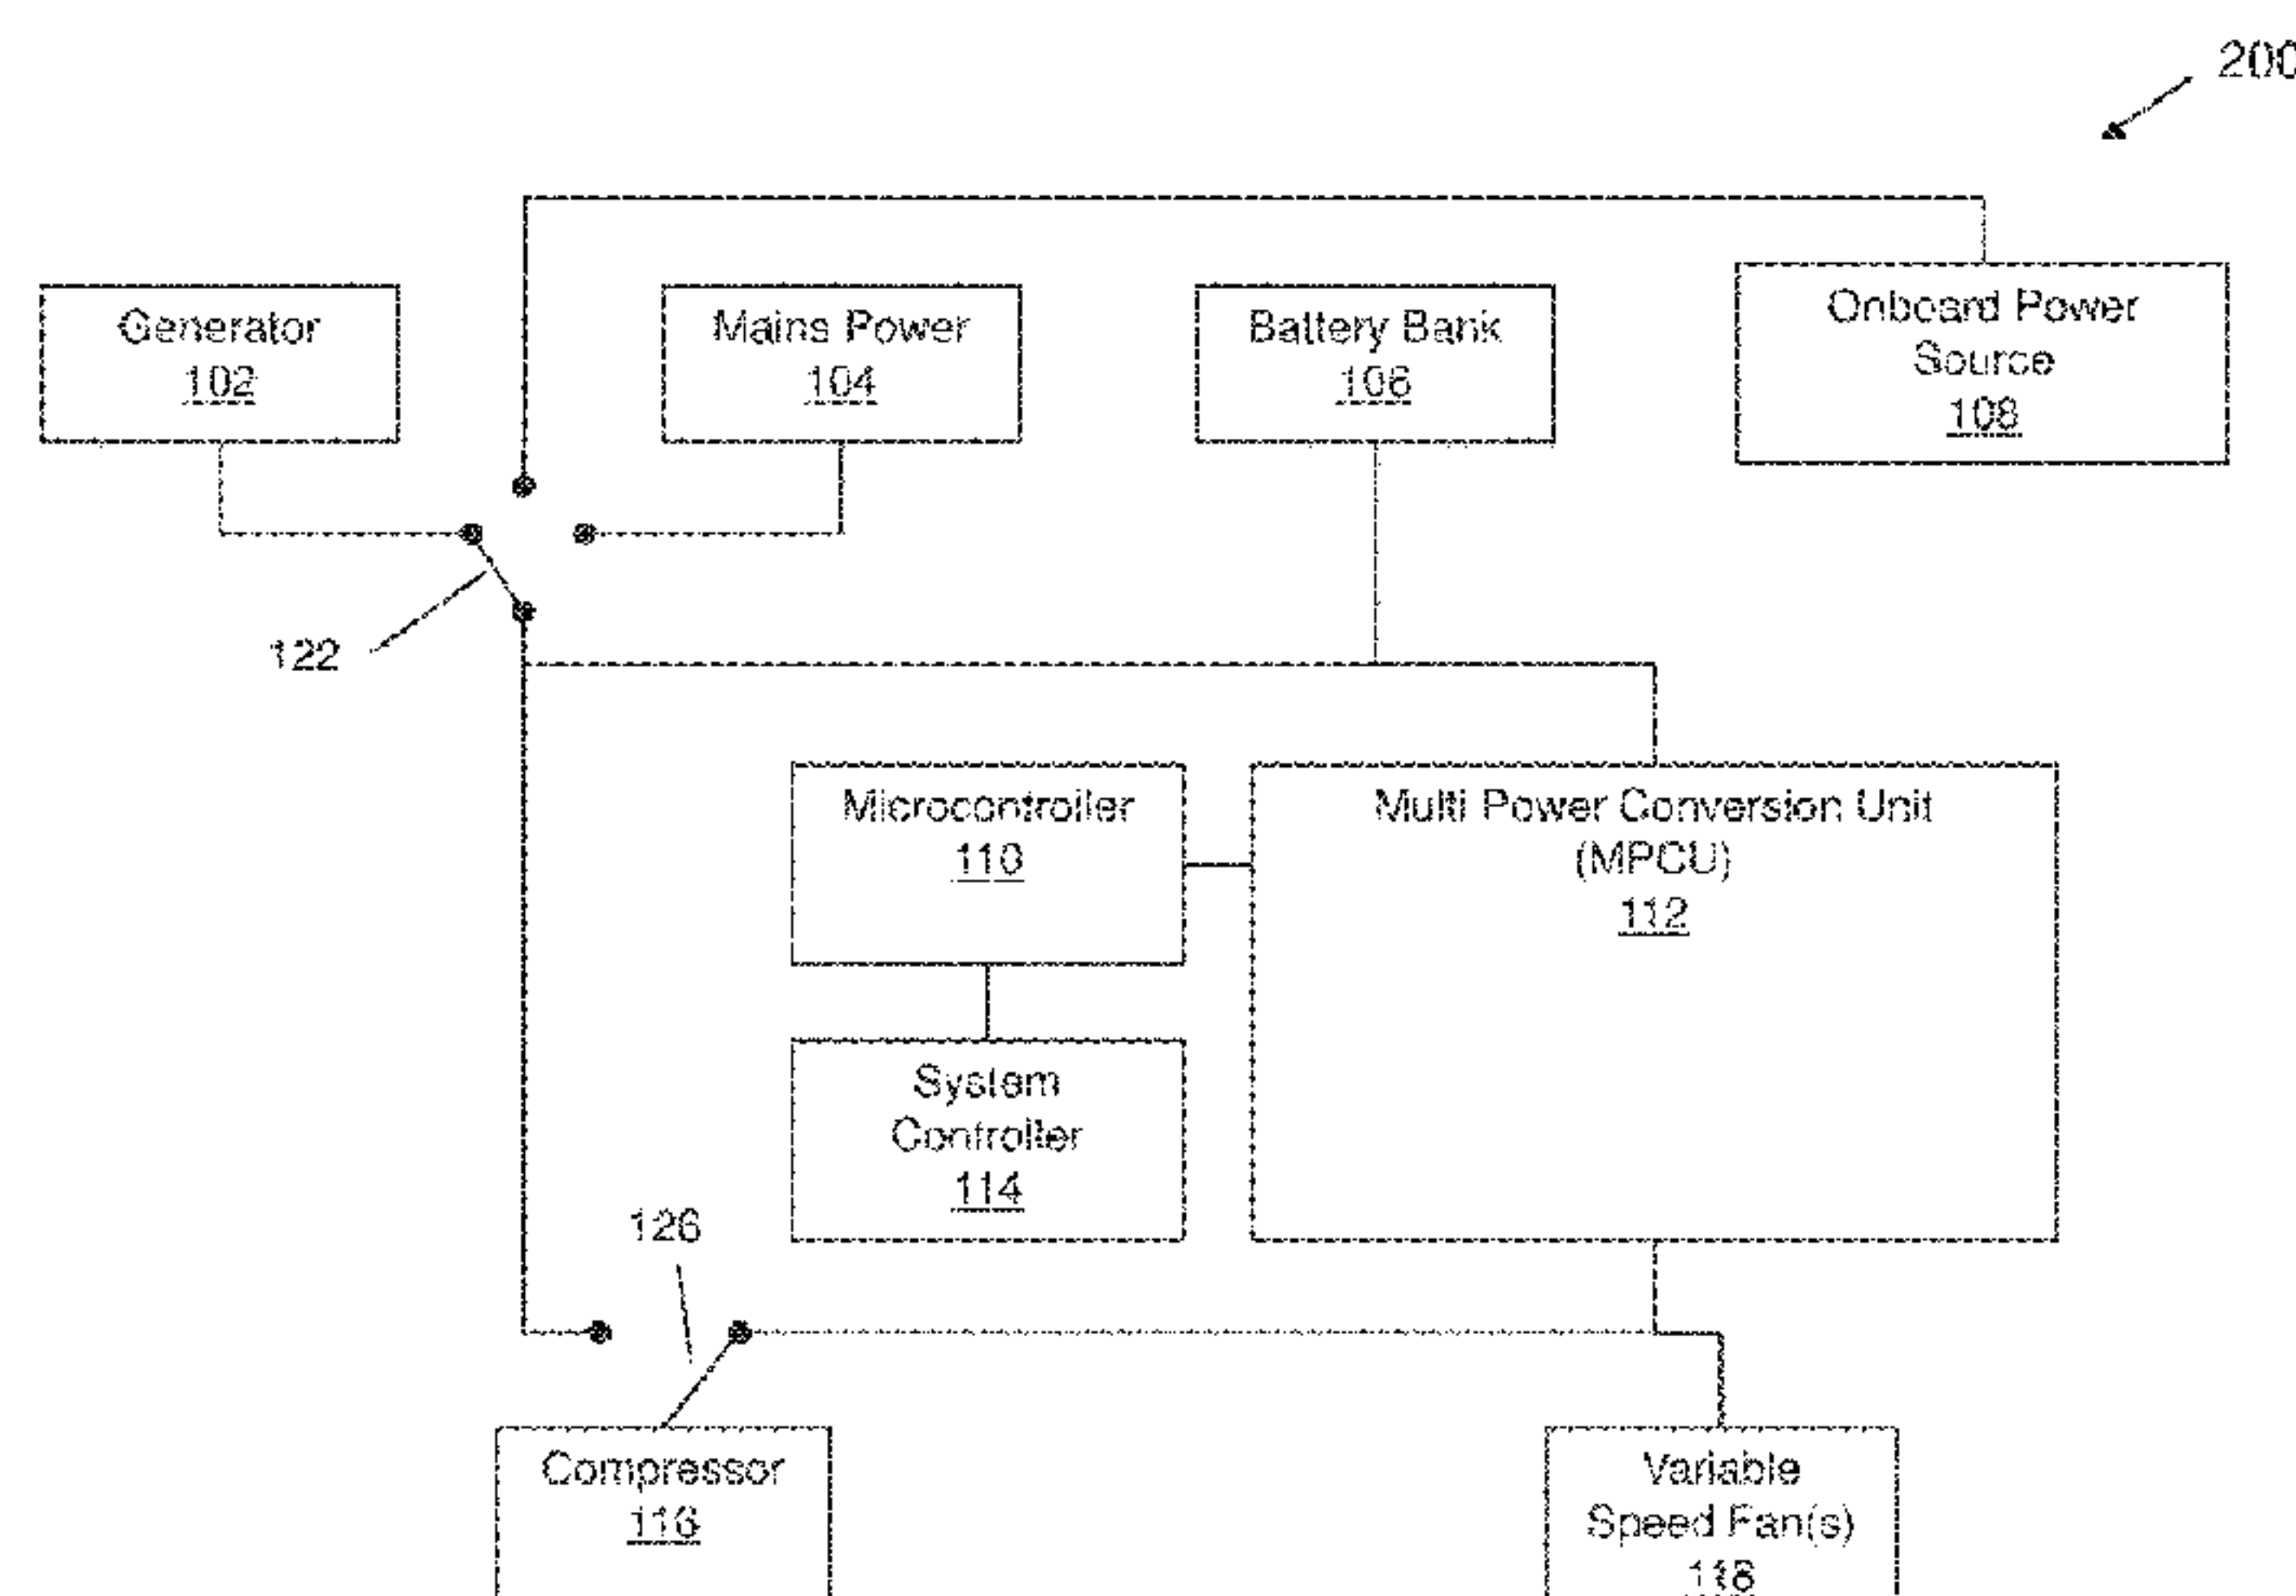 200
Generator
102
Mains Power
104
Battery Bank
106
Onboard Power
Source
108
122
Microcontroller
110
Multi Power Conversion Unit
(MPCU)
112
System
Controller
114
126
Compressor
116
Variable
Speed Fan(s)
118